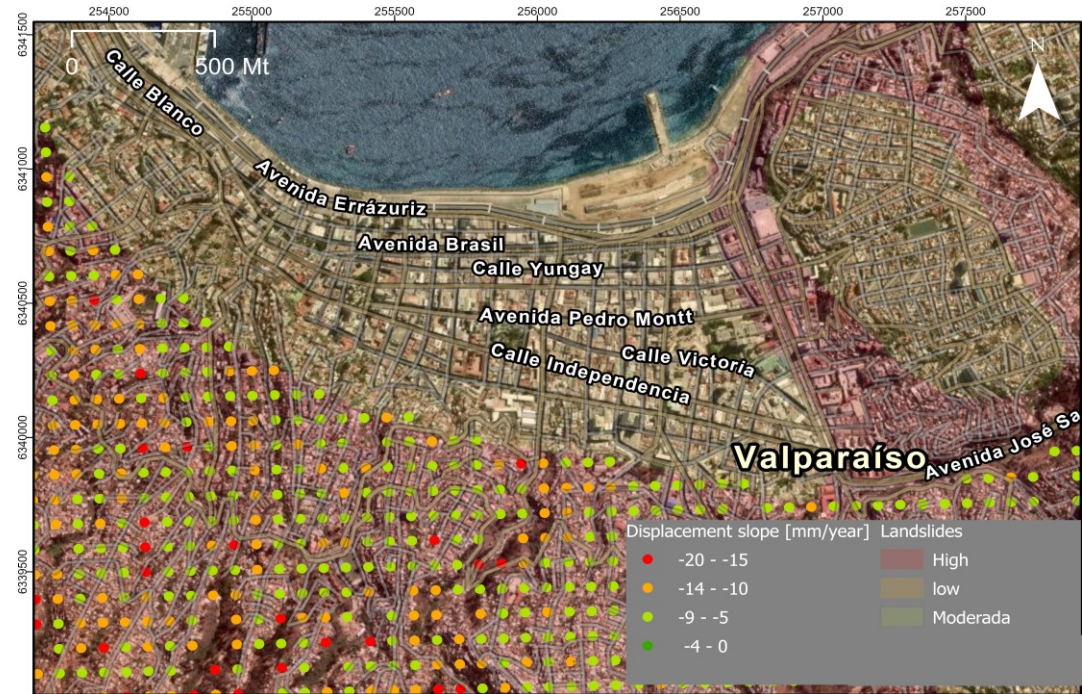 254500 255000 255500 256000 256500 257000 257500
6341500
6341000
6340500
6340000
6339500
0 500 Mt
N
Calle Blanco
Avenida Errázuriz
Avenida Brasil
Calle Yungay
Avenida Pedro Montt
Calle Victoria
Calle Independencia
Valparaíso
Avenida José Sa
Displacement slope [mm/year] Landslides
-20 - -15 High
-14 - -10 low
-9 - -5 Moderada
-4 - 0